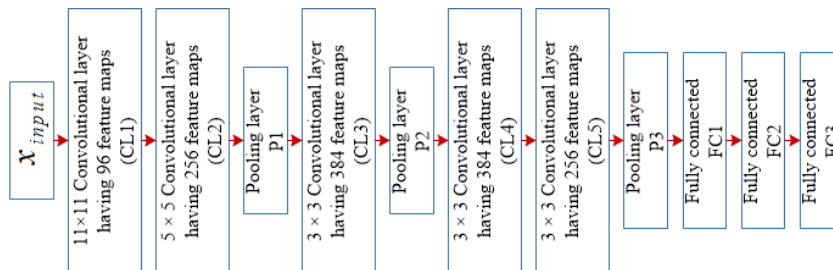 x input
11×11 Convolutional layer
having 96 feature maps
(CL1)
5 × 5 Convolutional layer
having 256 feature maps
(CL2)
Pooling layer
P1
3 × 3 Convolutional layer
having 384 feature maps
(CL3)
Pooling layer
P2
3 × 3 Convolutional layer
having 384 feature maps
(CL4)
3 × 3 Convolutional layer
having 256 feature maps
(CL5)
Pooling layer
P3
Fully connected
FC1
Fully connected
FC2
Fully connected